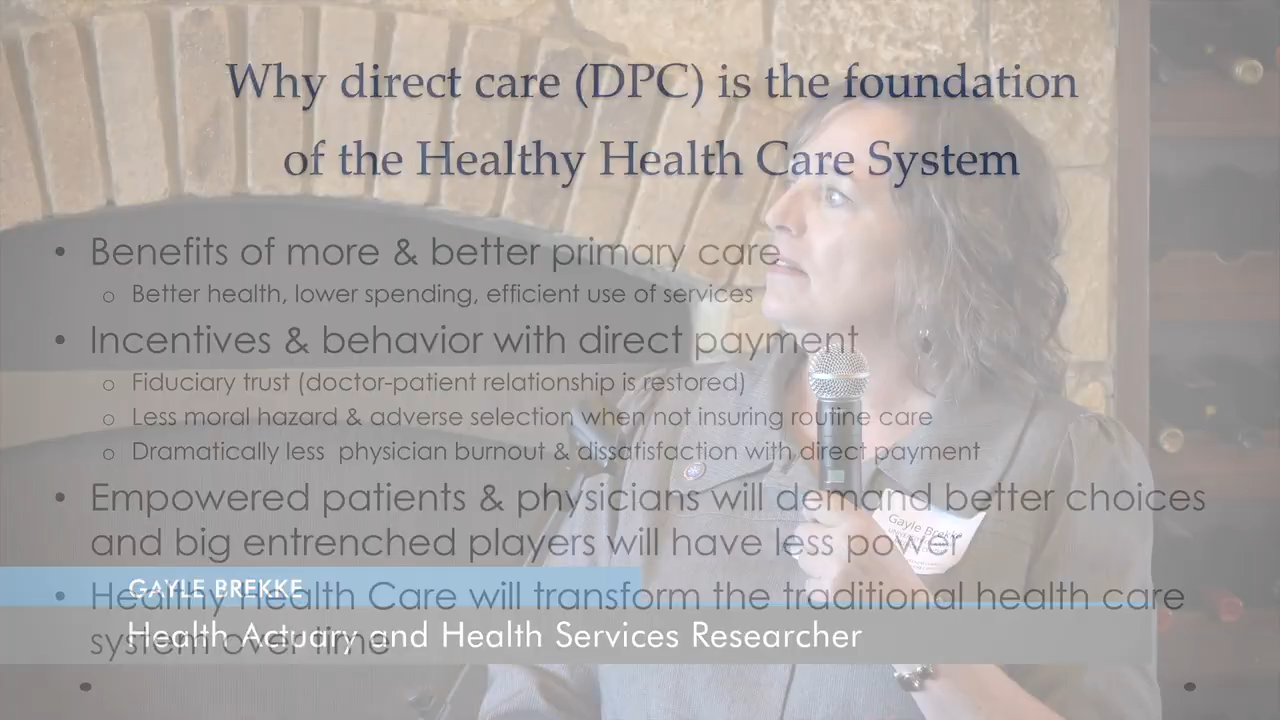 Why direct care (DPC) is the foundation
of the Healthy Health Care System
• Benefits of more & better primary care
o Better health, lower spending, efficient use of services
• Incentives & behavior with direct payment
o Fiduciary trust (doctor-patient relationship is restored)
o Less moral hazard & adverse selection when not insuring routine care
o Dramatically less physician burnout & dissatisfaction with direct payment
• Empowered patients & physicians will demand better choices
and big entrenched players will have less power
Gayle Brekke
• Healthy Health Care will transform the traditional health care
system over time
GAYLE BREKKE
Health Actuary and Health Services Researcher